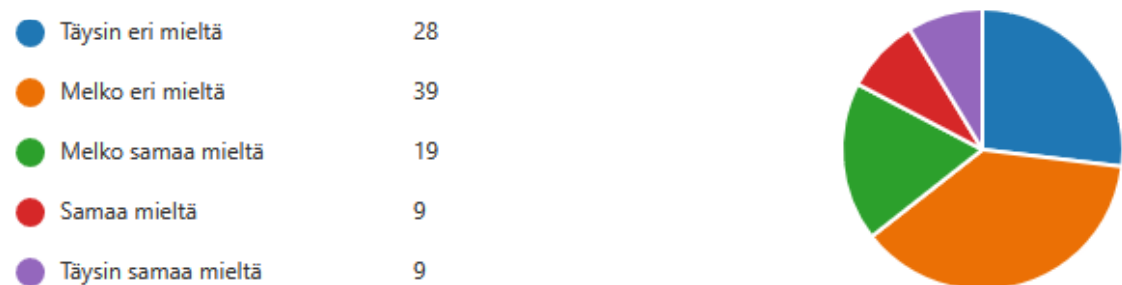 Täysin eri mieltä 28
Melko eri mieltä 39
Melko samaa mieltä 19
Samaa mieltä 9
Täysin samaa mieltä 9